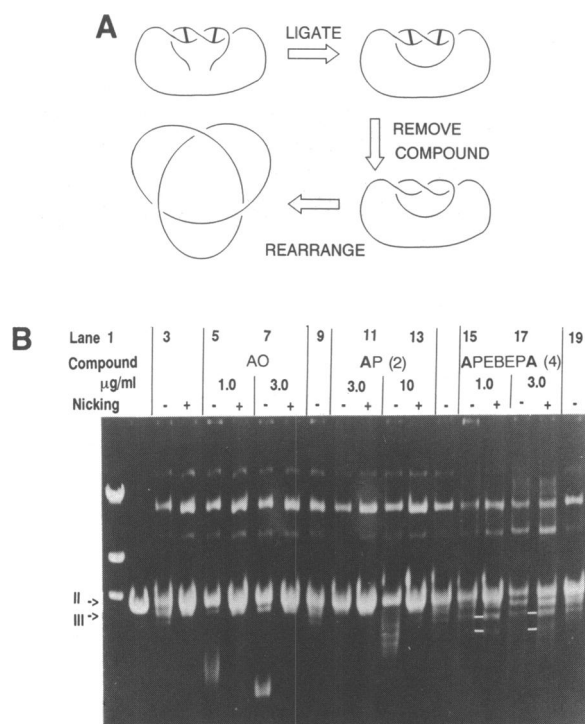 A
LIGATE
REMOVE
COMPOUND
REARRANGE
B
Lane 1 3 5 7 9 11 13 15 17 19
Compound AO AP (2) APEBEPA (4)
μg/ml 1.0 3.0 3.0 10 1.0 3.0
Nicking - + - + - + - - + - + - - + - + -
II ->
III ->